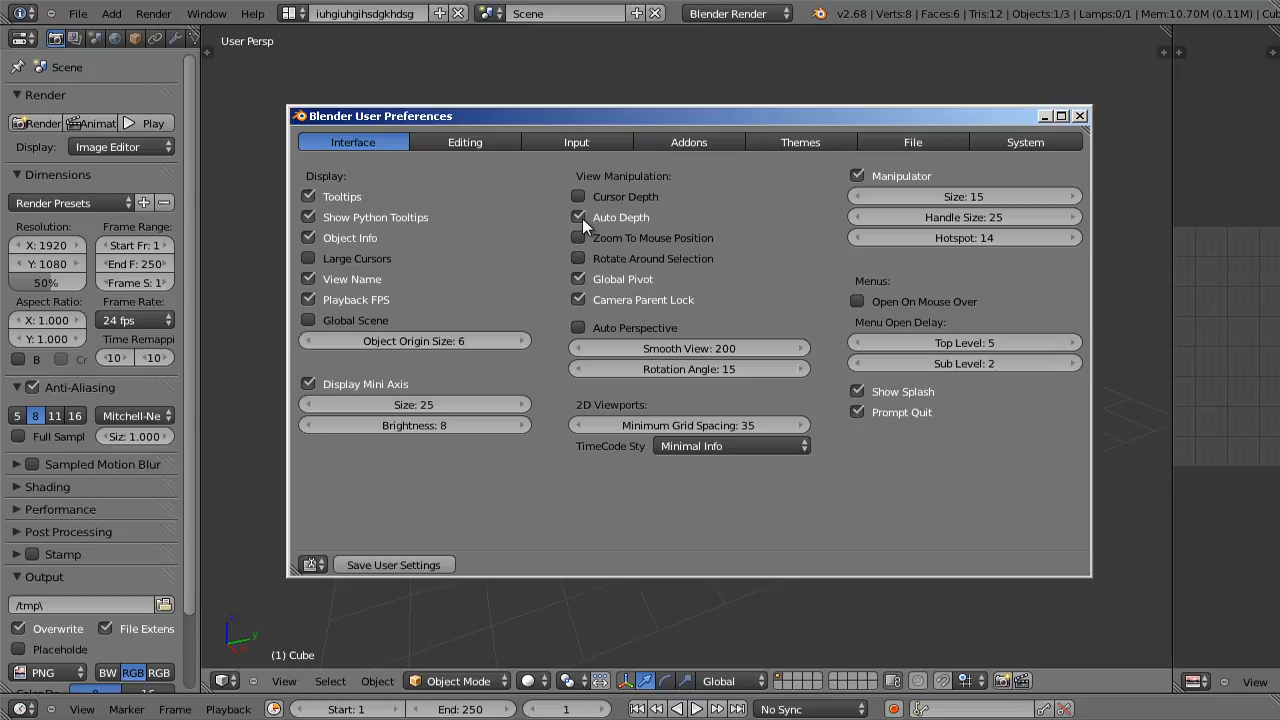 File Add Render Window Help iuhgiuhgihsdgkhdsg Scene Blender Render v2.68 | Verts:8 | Faces:6 | Tris:12 | Objects:1/3 | Lamps:0/1 | Mem:10.70M (0.11M) |
User Persp
Scene
Render
Render Animat Play
Display: Image Editor
Dimensions
Render Presets
Resolution: Frame Range:
X: 1920 Start Fr: 1
Y: 1080 End F: 250
50% Frame S: 1
Aspect Ratio: Frame Rate:
X: 1.000 24 fps
Y: 1.000 Time Remappi
B Cr 10 10
Anti-Aliasing
5 8 11 16 Mitchell-Ne
Full Sampl Siz: 1.000
Sampled Motion Blur
Shading
Performance
Post Processing
Stamp
Output
/tmp\
Overwrite File Extens
Placeholde
PNG BW RGB RGB
Blender User Preferences
Interface Editing Input Addons Themes File System
Display:
Tooltips
Show Python Tooltips
Object Info
Large Cursors
View Name
Playback FPS
Global Scene
Object Origin Size: 6
Display Mini Axis
Size: 25
Brightness: 8
View Manipulation:
Cursor Depth
Auto Depth
Zoom To Mouse Position
Rotate Around Selection
Global Pivot
Camera Parent Lock
Auto Perspective
Smooth View: 200
Rotation Angle: 15
2D Viewports:
Minimum Grid Spacing: 35
TimeCode Sty Minimal Info
Manipulator
Size: 15
Handle Size: 25
Hotspot: 14
Menus:
Open On Mouse Over
Menu Open Delay:
Top Level: 5
Sub Level: 2
Show Splash
Prompt Quit
Save User Settings
z
y
x
(1) Cube
View Select Object Object Mode Global View
View Marker Frame Playback Start: 1 End: 250 1 No Sync